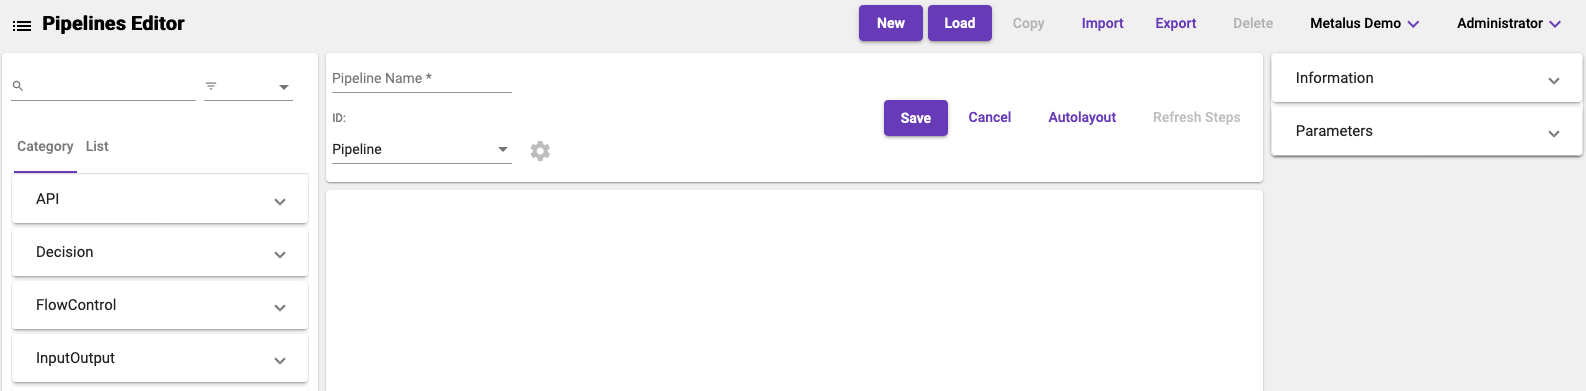 Pipelines Editor
New Load Copy Import Export Delete Metalus Demo Administrator
Category List
API
Decision
FlowControl
InputOutput
Pipeline Name *
ID:
Pipeline
Save Cancel Autolayout Refresh Steps
Information
Parameters